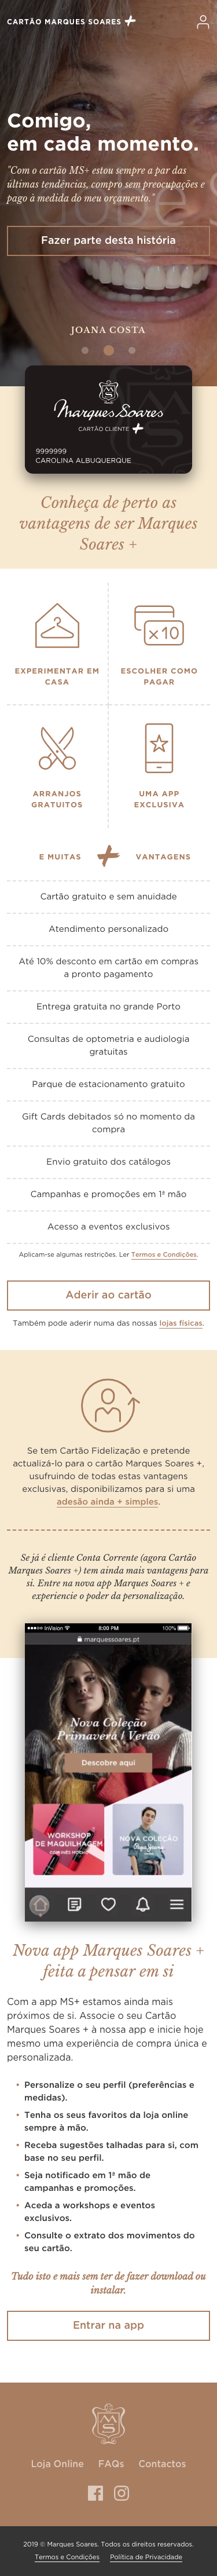 CARTÃO MARQUES SOARES
Comigo,
em cada momento.
"Com o cartão MS+ estou sempre a par das
últimas tendências, compro sem preocupações e
pago à medida do meu orçamento."
Fazer parte desta história
JOANA COSTA
Marques Soares
CARTÃO CLIENTE
9999999
CAROLINA ALBUQUERQUE
Conheça de perto as
vantagens de ser Marques
Soares +
EXPERIMENTAR EM
CASA
x10
ESCOLHER COMO
PAGAR
ARRANJOS
GRATUITOS
UMA APP
EXCLUSIVA
E MUITAS VANTAGENS
Cartão gratuito e sem anuidade
Atendimento personalizado
Até 10% desconto em cartão em compras
a pronto pagamento
Entrega gratuita no grande Porto
Consultas de optometria e audiologia
gratuitas
Parque de estacionamento gratuito
Gift Cards debitados só no momento da
compra
Envio gratuito dos catálogos
Campanhas e promoções em 1ª mão
Acesso a eventos exclusivos
Aplicam-se algumas restrições. Ler Termos e Condições.
Aderir ao cartão
Também pode aderir numa das nossas lojas físicas.
Se tem Cartão Fidelização e pretende
actualizá-lo para o cartão Marques Soares +,
usufruindo de todas estas vantagens
exclusivas, disponibilizamos para si uma
adesão ainda + simples.
Se já é cliente Conta Corrente (agora Cartão
Marques Soares +) tem ainda mais vantagens para
si. Entre na nova app Marques Soares + e
experiencie o poder da personalização.
InVision 8:00 PM 100%
marquessoares.pt
Nova Coleção
Primavera | Verão
Descobre aqui
WORKSHOP
DE MAQUILHAGEM
NOVA COLEÇÃO
Nova app Marques Soares +
feita a pensar em si
Com a app MS+ estamos ainda mais
próximos de si. Associe o seu Cartão
Marques Soares + à nossa app e inicie hoje
mesmo uma experiência de compra única e
personalizada.
• Personalize o seu perfil (preferências e
medidas).
• Tenha os seus favoritos da loja online
sempre à mão.
• Receba sugestões talhadas para si, com
base no seu perfil.
• Seja notificado em 1ª mão de
campanhas e promoções.
• Aceda a workshops e eventos
exclusivos.
• Consulte o extrato dos movimentos do
seu cartão.
Tudo isto e mais sem ter de fazer download ou
instalar.
Entrar na app
Loja Online FAQs Contactos
2019 © Marques Soares. Todos os direitos reservados.
Termos e Condições Política de Privacidade